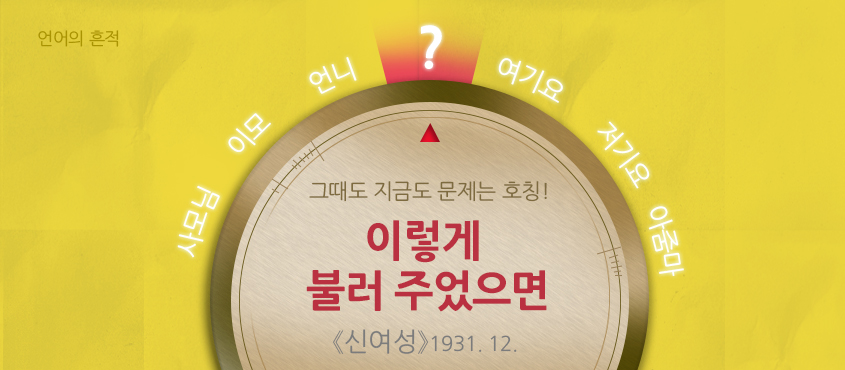 언어의 흔적
사모님
이모
언니
?
여기요
저기요
아줌마
그때도 지금도 문제는 호칭!
이렇게
불러 주었으면
《신여성》1931. 12.